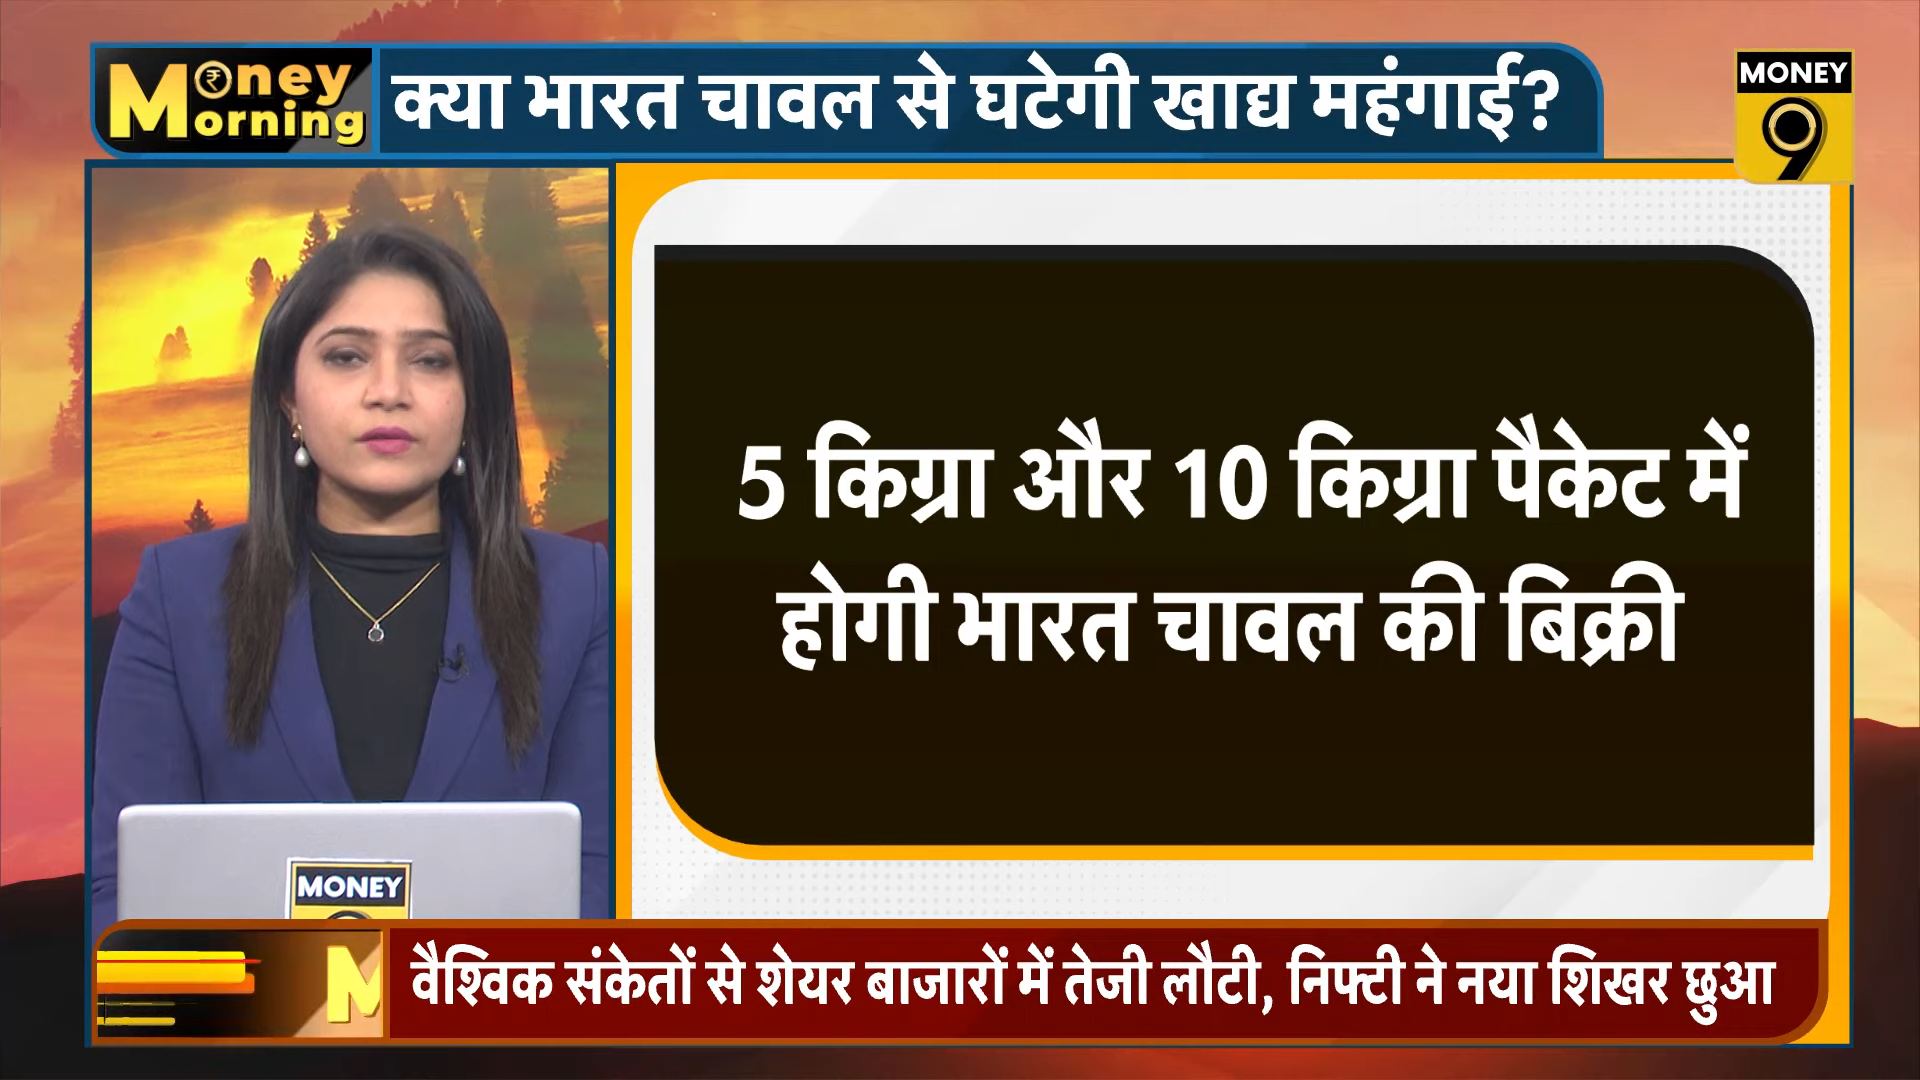 Money
Morning
क्या भारत चावल से घटेगी खाद्य महंगाई?
MONEY
9
5 किग्रा और 10 किग्रा पैकेट में
होगी भारत चावल की बिक्री
MONEY
M
वैश्विक संकेतों से शेयर बाजारों में तेजी लौटी, निफ्टी ने नया शिखर छुआ